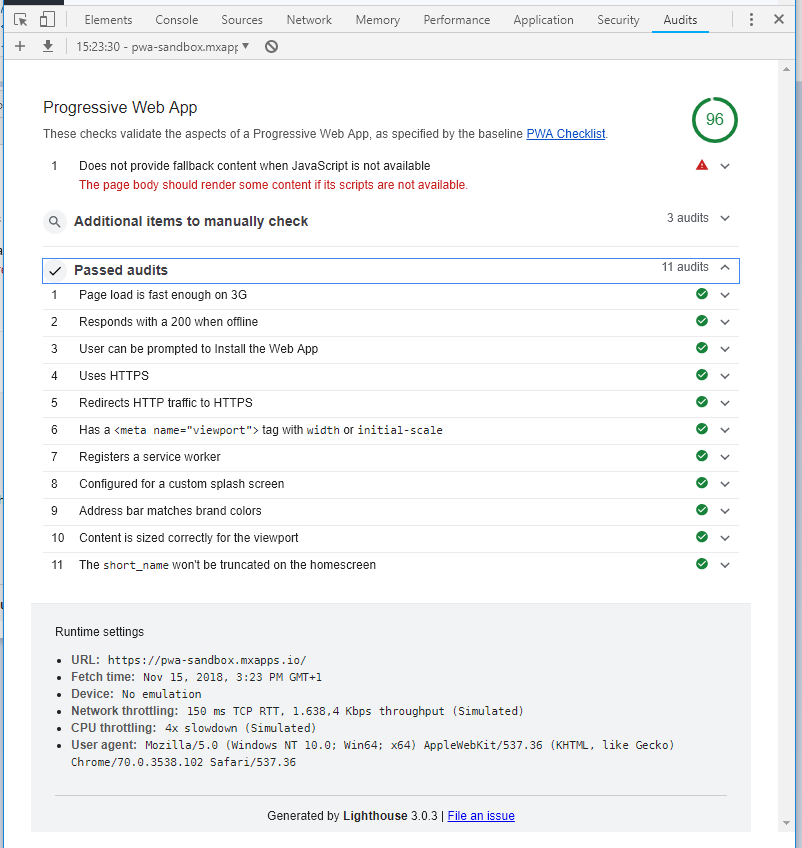 Elements Console Sources Network Memory Performance Application Security Audits
15:23:30 - pwa-sandbox.mxapp
Progressive Web App
96
These checks validate the aspects of a Progressive Web App, as specified by the baseline PWA Checklist.
1 Does not provide fallback content when JavaScript is not available
The page body should render some content if its scripts are not available.
Additional items to manually check 3 audits
Passed audits 11 audits
1 Page load is fast enough on 3G
2 Responds with a 200 when offline
3 User can be prompted to Install the Web App
4 Uses HTTPS
5 Redirects HTTP traffic to HTTPS
6 Has a <meta name="viewport"> tag with width or initial-scale
7 Registers a service worker
8 Configured for a custom splash screen
9 Address bar matches brand colors
10 Content is sized correctly for the viewport
11 The short_name won't be truncated on the homescreen
Runtime settings
• URL: https://pwa-sandbox.mxapps.io/
• Fetch time: Nov 15, 2018, 3:23 PM GMT+1
• Device: No emulation
• Network throttling: 150 ms TCP RTT, 1.638,4 Kbps throughput (Simulated)
• CPU throttling: 4x slowdown (Simulated)
• User agent: Mozilla/5.0 (Windows NT 10.0; Win64; x64) AppleWebKit/537.36 (KHTML, like Gecko)
Chrome/70.0.3538.102 Safari/537.36
Generated by Lighthouse 3.0.3 | File an issue